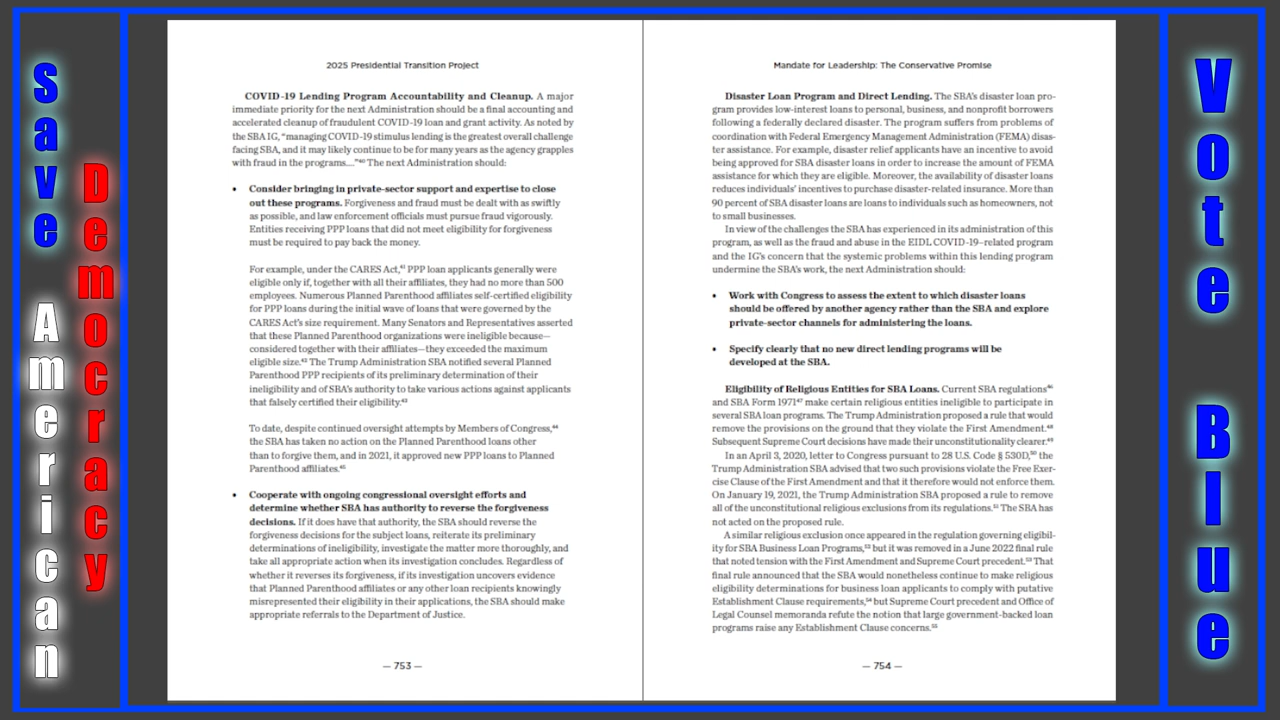 Save
American
Democracy
2025 Presidential Transition Project
COVID-19 Lending Program Accountability and Cleanup. A major
immediate priority for the next Administration should be a final accounting and
accelerated cleanup of fraudulent COVID-19 loan and grant activity. As noted by
the SBA IG, “managing COVID-19 stimulus lending is the greatest overall challenge
facing SBA, and it may likely continue to be for many years as the agency grapples
with fraud in the programs....”⁴⁰ The next Administration should:
• Consider bringing in private-sector support and expertise to close
out these programs. Forgiveness and fraud must be dealt with as swiftly
as possible, and law enforcement officials must pursue fraud vigorously.
Entities receiving PPP loans that did not meet eligibility for forgiveness
must be required to pay back the money.
For example, under the CARES Act,⁴¹ PPP loan applicants generally were
eligible only if, together with all their affiliates, they had no more than 500
employees. Numerous Planned Parenthood affiliates self-certified eligibility
for PPP loans during the initial wave of loans that were governed by the
CARES Act’s size requirement. Many Senators and Representatives asserted
that these Planned Parenthood organizations were ineligible because—
considered together with their affiliates—they exceeded the maximum
eligible size.⁴² The Trump Administration SBA notified several Planned
Parenthood PPP recipients of its preliminary determination of their
ineligibility and of SBA’s authority to take various actions against applicants
that falsely certified their eligibility.⁴³
To date, despite continued oversight attempts by Members of Congress,⁴⁴
the SBA has taken no action on the Planned Parenthood loans other
than to forgive them, and in 2021, it approved new PPP loans to Planned
Parenthood affiliates.⁴⁵
• Cooperate with ongoing congressional oversight efforts and
determine whether SBA has authority to reverse the forgiveness
decisions. If it does have that authority, the SBA should reverse the
forgiveness decisions for the subject loans, reiterate its preliminary
determinations of ineligibility, investigate the matter more thoroughly, and
take all appropriate action when its investigation concludes. Regardless of
whether it reverses its forgiveness, if its investigation uncovers evidence
that Planned Parenthood affiliates or any other loan recipients knowingly
misrepresented their eligibility in their applications, the SBA should make
appropriate referrals to the Department of Justice.
— 753 —
Mandate for Leadership: The Conservative Promise
Disaster Loan Program and Direct Lending. The SBA’s disaster loan pro-
gram provides low-interest loans to personal, business, and nonprofit borrowers
following a federally declared disaster. The program suffers from problems of
coordination with Federal Emergency Management Administration (FEMA) disas-
ter assistance. For example, disaster relief applicants have an incentive to avoid
being approved for SBA disaster loans in order to increase the amount of FEMA
assistance for which they are eligible. Moreover, the availability of disaster loans
reduces individuals’ incentives to purchase disaster-related insurance. More than
90 percent of SBA disaster loans are loans to individuals such as homeowners, not
to small businesses.
In view of the challenges the SBA has experienced in its administration of this
program, as well as the fraud and abuse in the EIDL COVID-19–related program
and the IG’s concern that the systemic problems within this lending program
undermine the SBA’s work, the next Administration should:
• Work with Congress to assess the extent to which disaster loans
should be offered by another agency rather than the SBA and explore
private-sector channels for administering the loans.
• Specify clearly that no new direct lending programs will be
developed at the SBA.
Eligibility of Religious Entities for SBA Loans. Current SBA regulations⁴⁶
and SBA Form 1971⁴⁷ make certain religious entities ineligible to participate in
several SBA loan programs. The Trump Administration proposed a rule that would
remove the provisions on the ground that they violate the First Amendment.⁴⁸
Subsequent Supreme Court decisions have made their unconstitutionality clearer.⁴⁹
In an April 3, 2020, letter to Congress pursuant to 28 U.S. Code § 530D,⁵⁰ the
Trump Administration SBA advised that two such provisions violate the Free Exer-
cise Clause of the First Amendment and that it therefore would not enforce them.
On January 19, 2021, the Trump Administration SBA proposed a rule to remove
all of the unconstitutional religious exclusions from its regulations.⁵¹ The SBA has
not acted on the proposed rule.
A similar religious exclusion once appeared in the regulation governing eligibil-
ity for SBA Business Loan Programs,⁵² but it was removed in a June 2022 final rule
that noted tension with the First Amendment and Supreme Court precedent.⁵³ That
final rule announced that the SBA would nonetheless continue to make religious
eligibility determinations for business loan applicants to comply with putative
Establishment Clause requirements,⁵⁴ but Supreme Court precedent and Office of
Legal Counsel memoranda refute the notion that large government-backed loan
programs raise any Establishment Clause concerns.⁵⁵
— 754 —
Vote
Blue